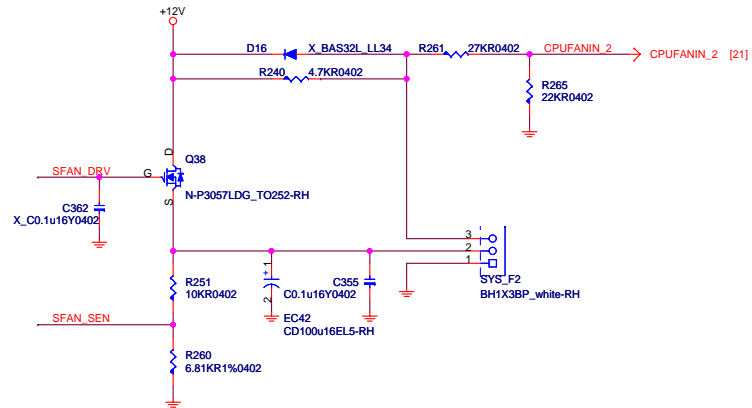 +12V
D16 X_BAS32L_LL34 R261 27KR0402 CPUFANIN_2 CPUFANIN_2 [21]
R240 4.7KR0402
R265
22KR0402
D
Q38
SFAN_DRV G
N-P3057LDG_TO252-RH
S
C362
X_C0.1u16Y0402
3
2
1
SYS_F2
BH1X3BP_white-RH
R251
10KR0402
+ 1
2
C0.1u16Y0402
C355
EC42
CD100u16EL5-RH
SFAN_SEN
R260
6.81KR1%0402